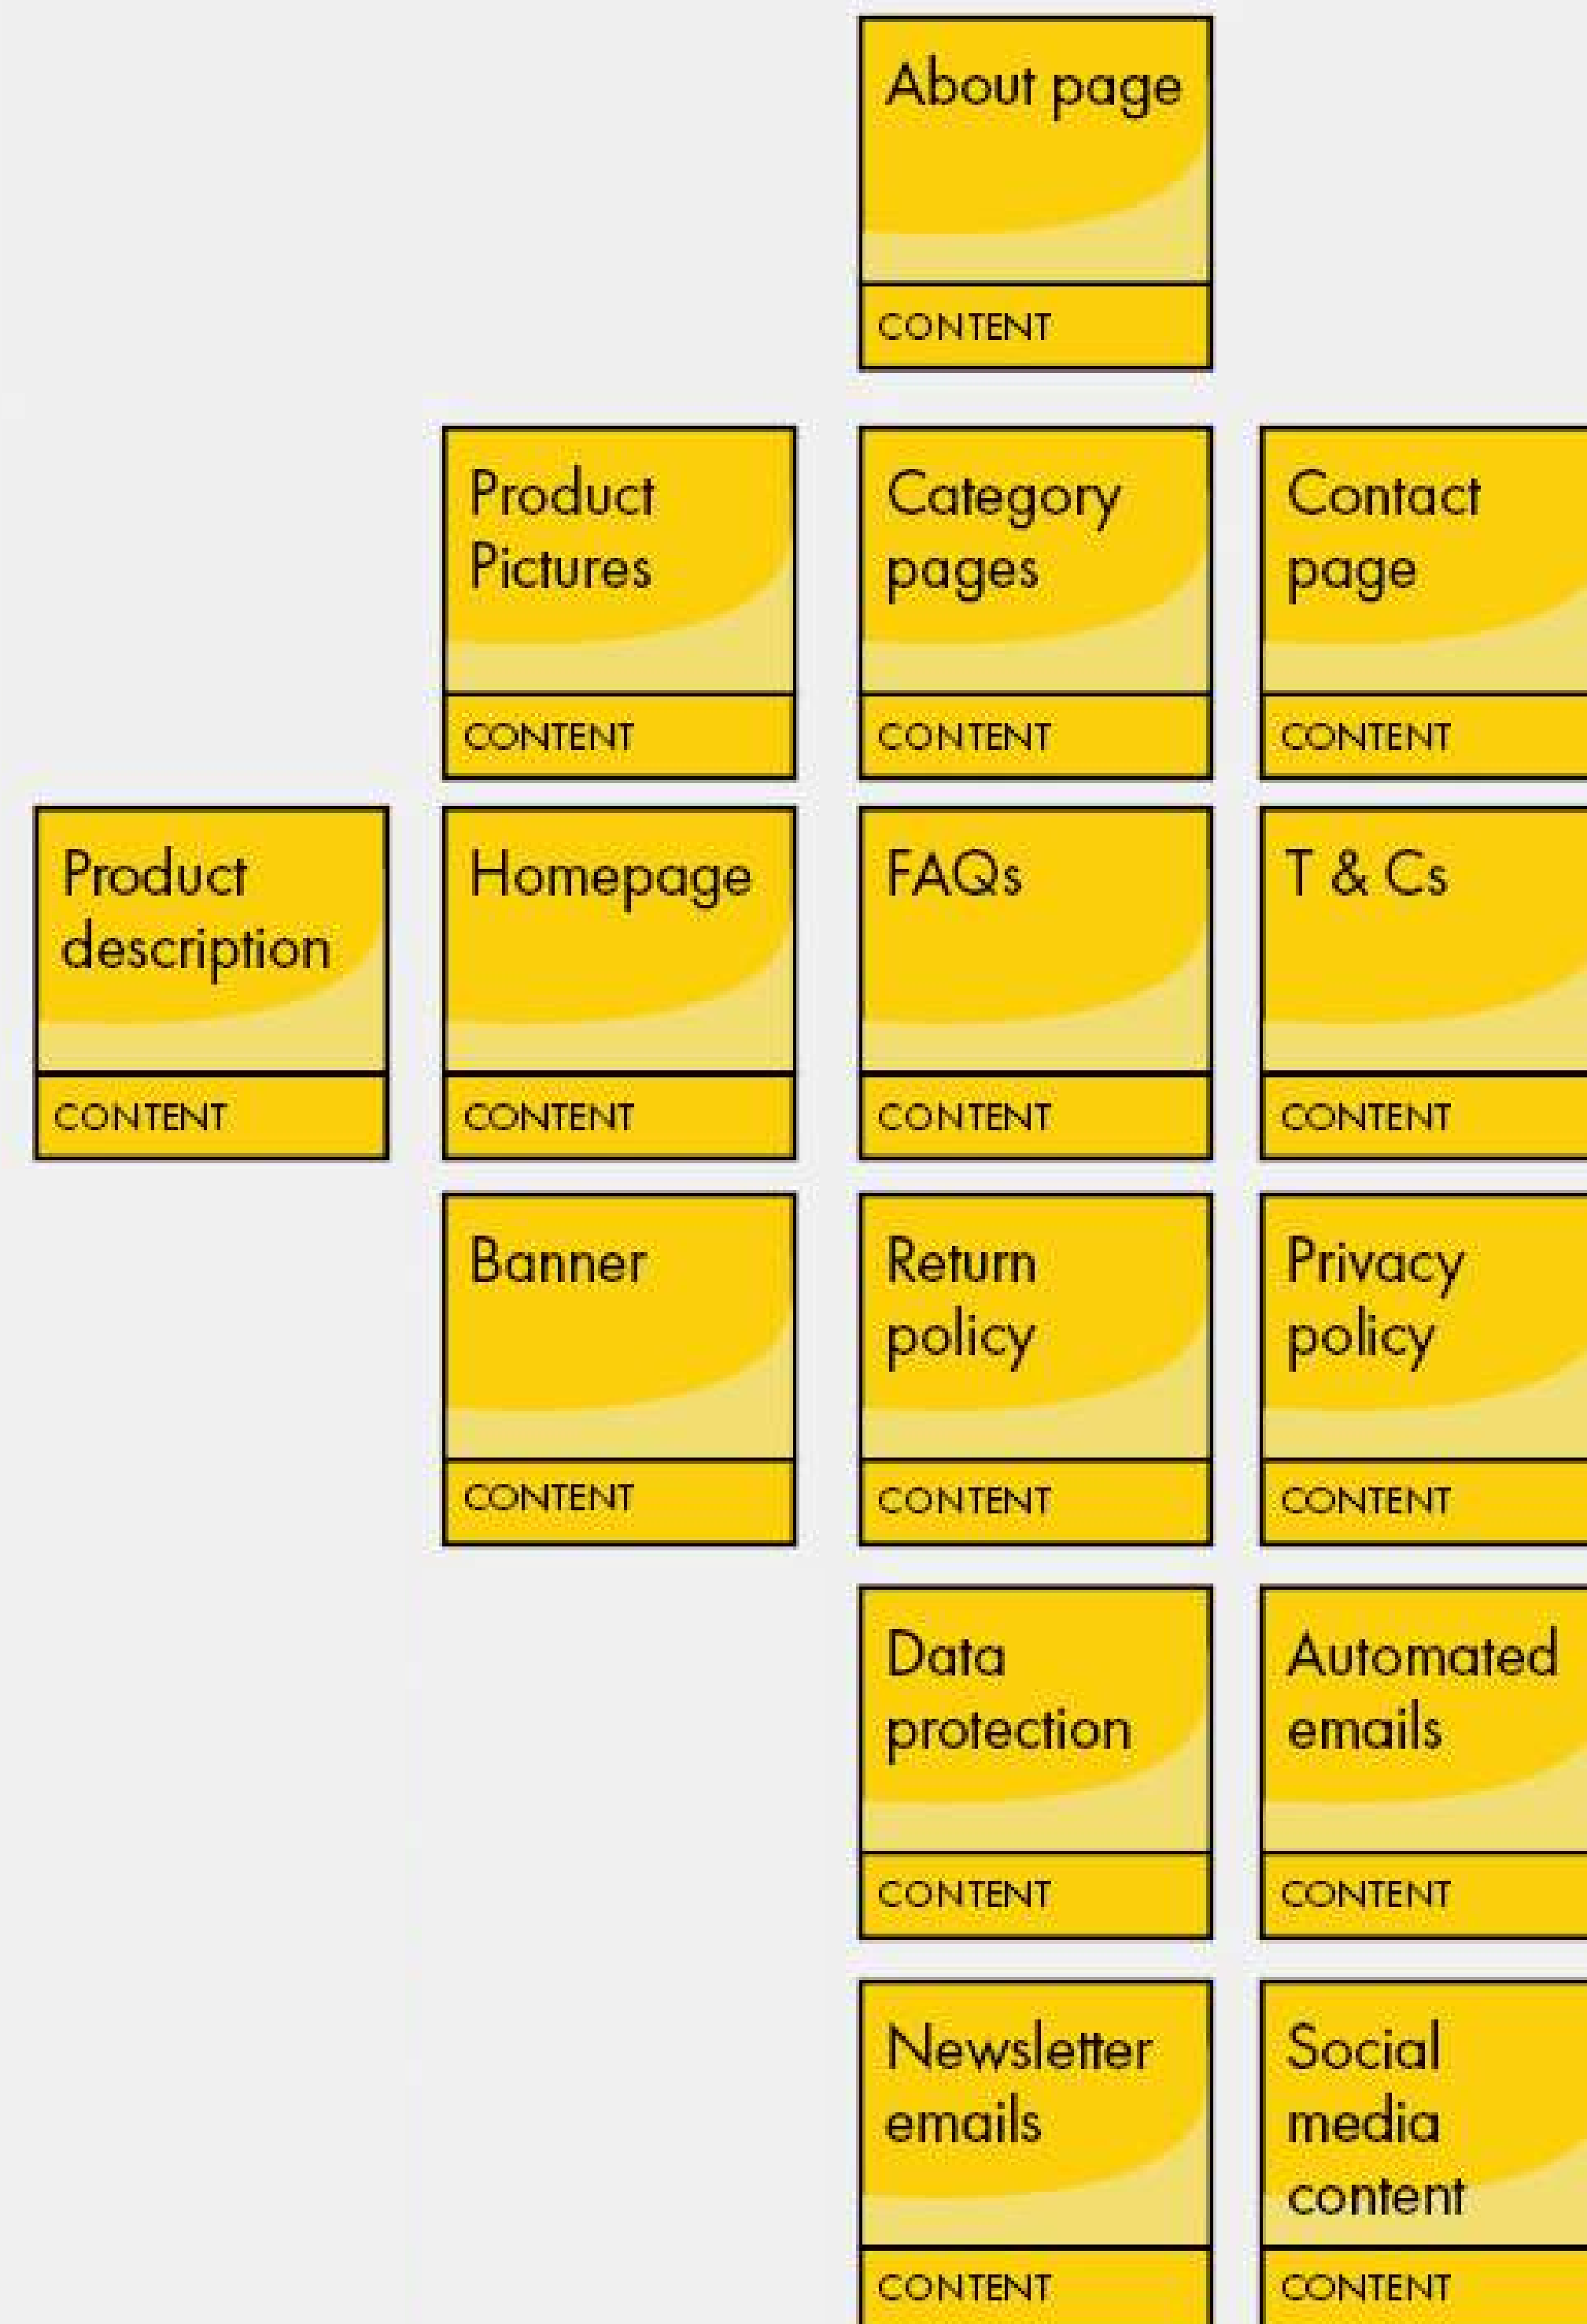 About page
CONTENT
Product
Pictures
CONTENT
Category
pages
CONTENT
Contact
page
CONTENT
Product
description
CONTENT
Homepage
CONTENT
FAQs
CONTENT
T & Cs
CONTENT
Banner
CONTENT
Return
policy
CONTENT
Privacy
policy
CONTENT
Data
protection
CONTENT
Automated
emails
CONTENT
Newsletter
emails
CONTENT
Social
media
content
CONTENT